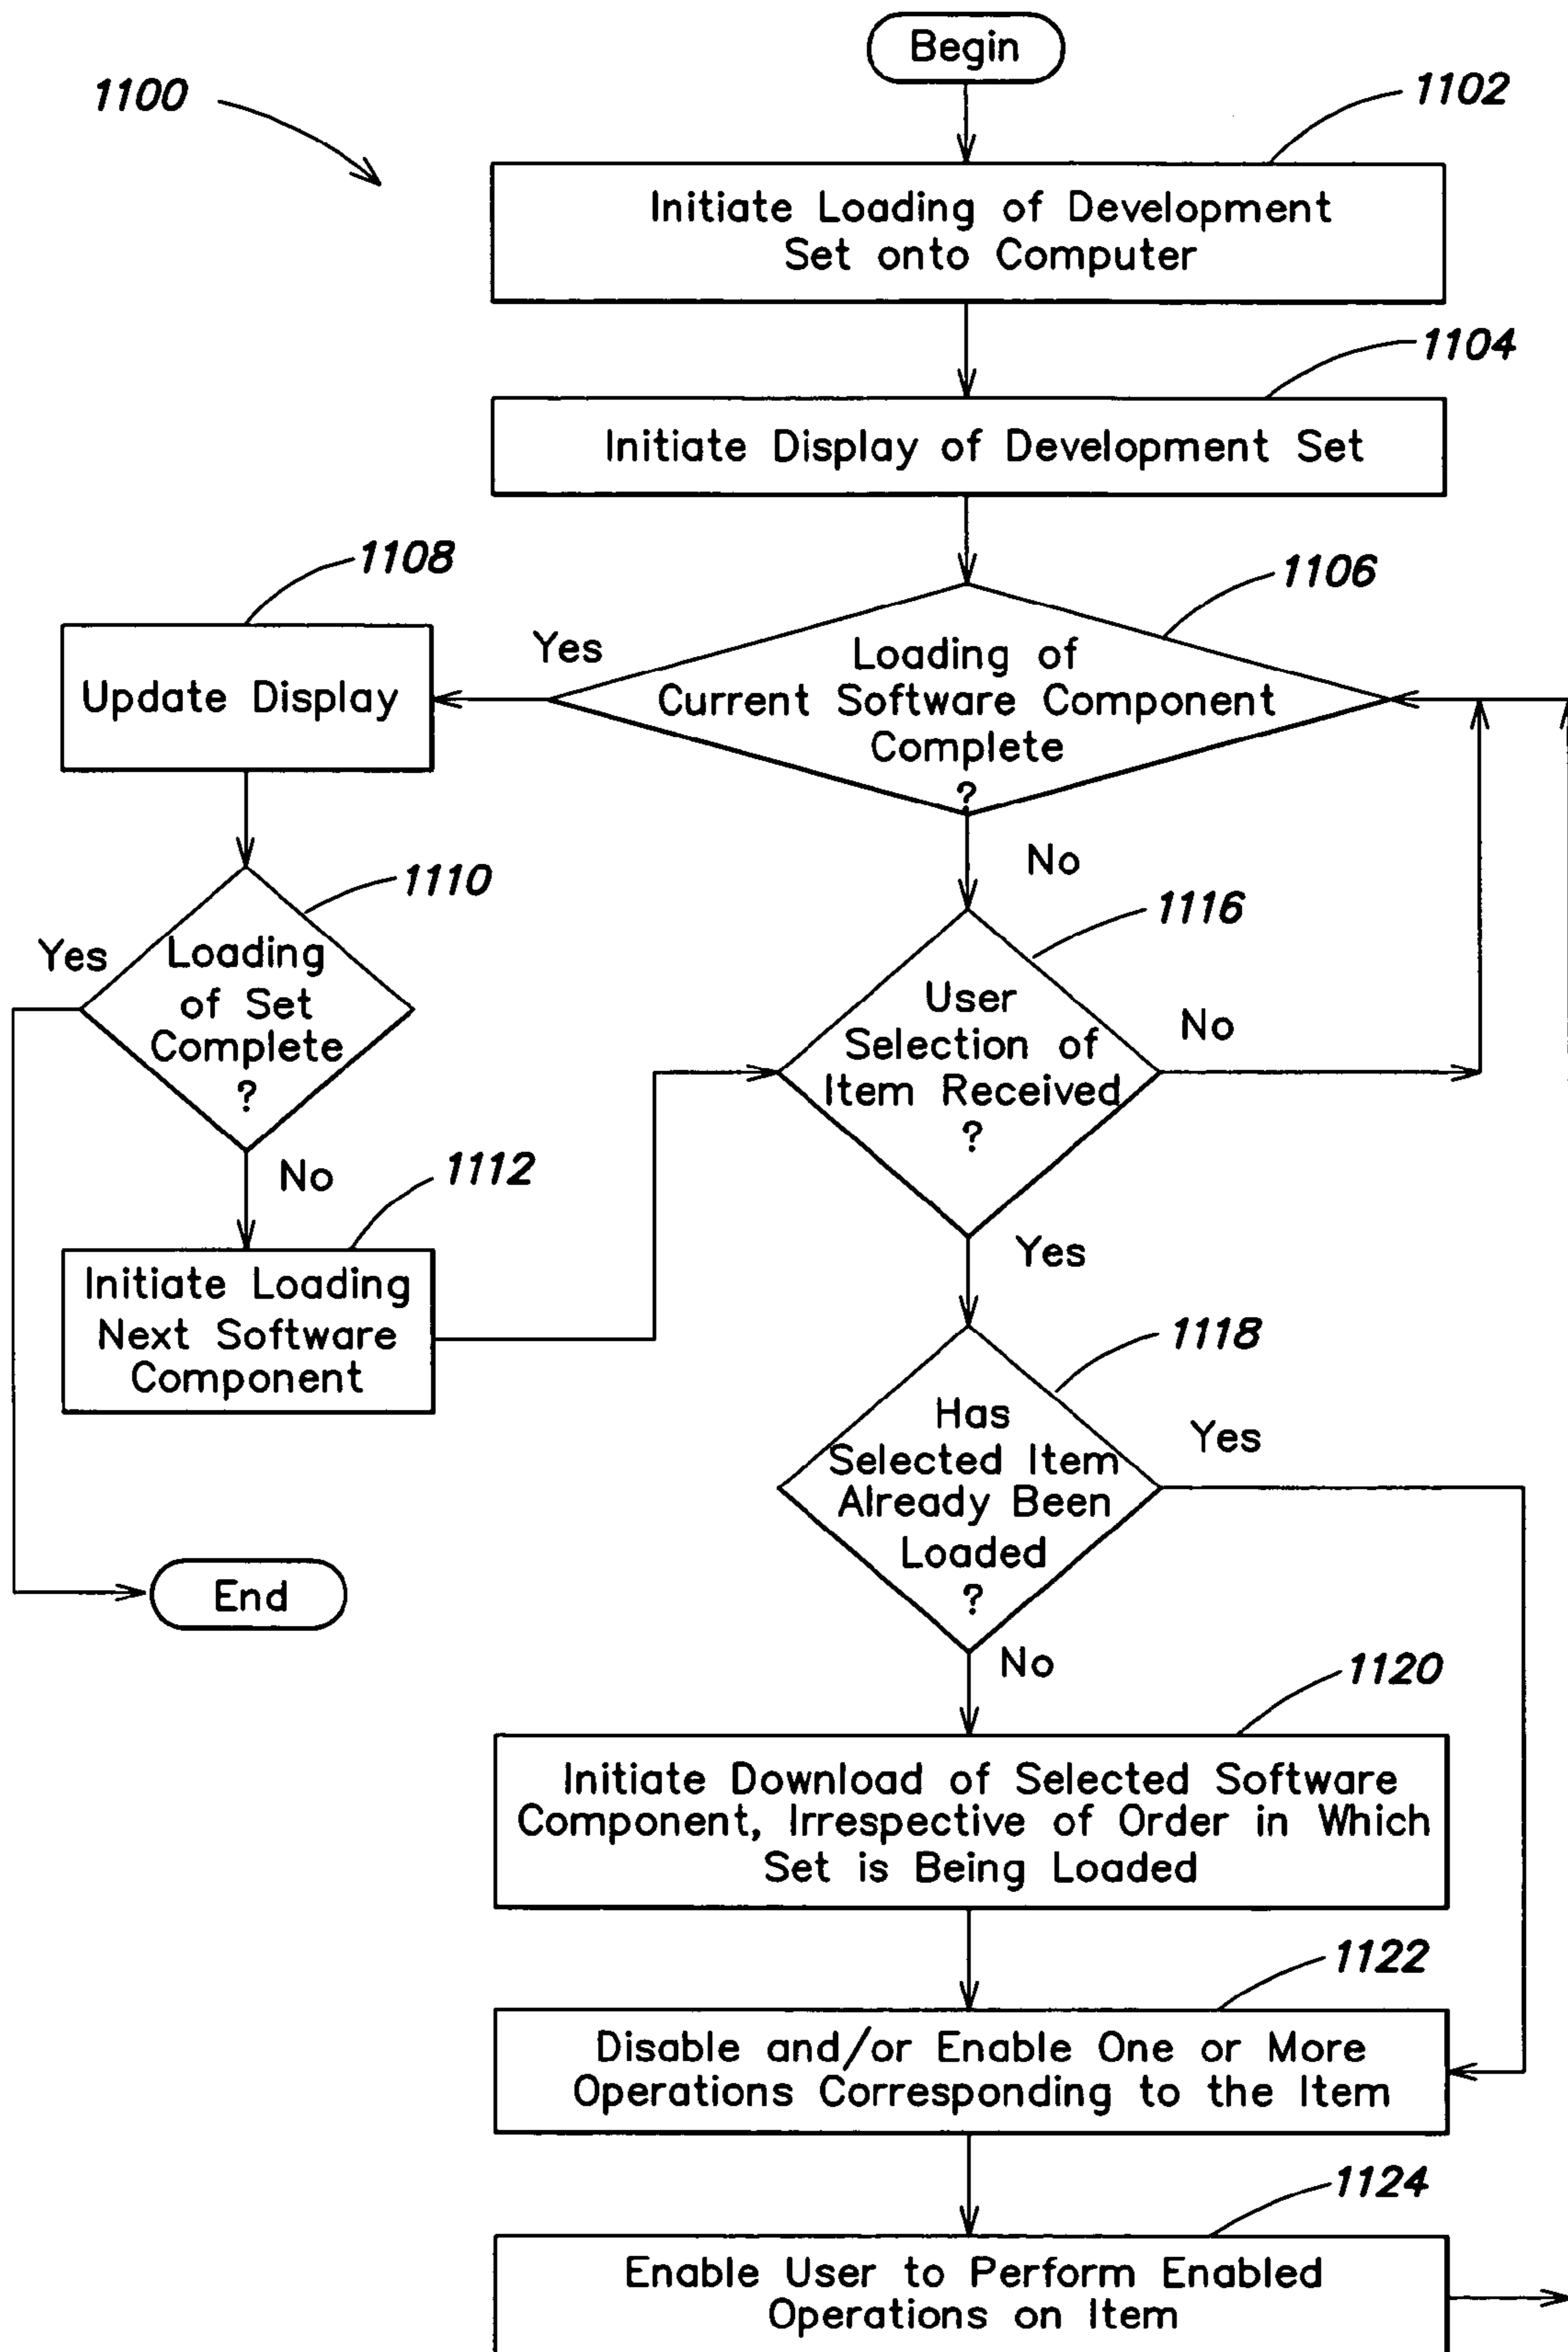 Begin
1100
1102
Initiate Loading of Development
Set onto Computer
1104
Initiate Display of Development Set
1108
1106
Yes
Update Display
Loading of
Current Software Component
Complete
?
No
1110
Yes
Loading
of Set
Complete
?
No
1112
Initiate Loading
Next Software
Component
End
1116
User
Selection of
Item Received
?
No
Yes
1118
Has
Selected Item
Already Been
Loaded
?
Yes
No
1120
Initiate Download of Selected Software
Component, Irrespective of Order in Which
Set is Being Loaded
1122
Disable and/or Enable One or More
Operations Corresponding to the Item
1124
Enable User to Perform Enabled
Operations on Item